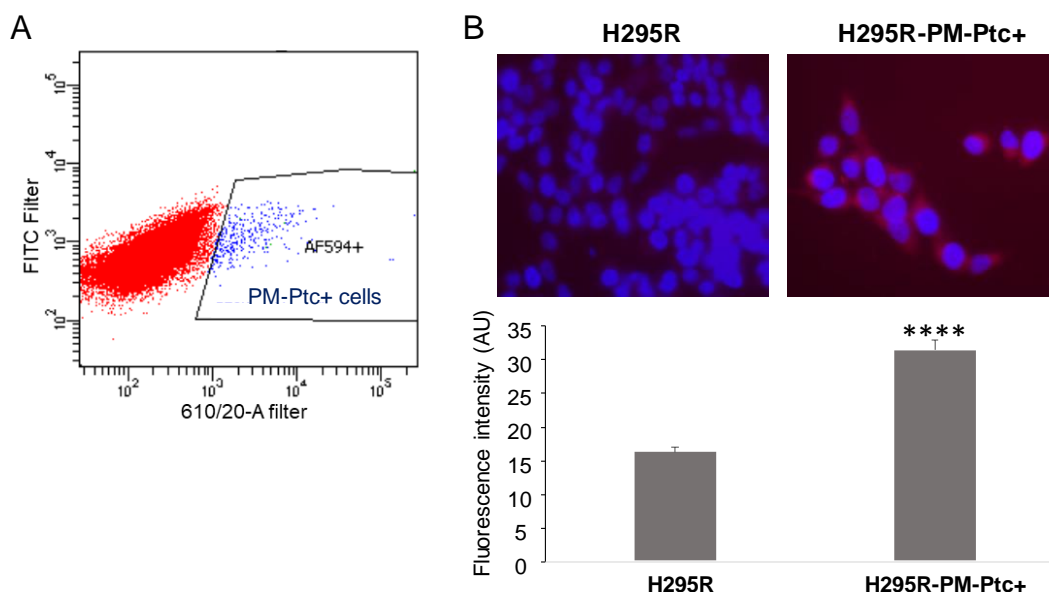 A
FITC Filter
10^5
10^4
10^3
10^2
AF594+
PM-Ptc+ cells
10^2 10^3 10^4 10^5
610/20-A filter
B
H295R H295R-PM-Ptc+
Fluorescence intensity (AU)
35
30
25
20
15
10
5
0
****
H295R H295R-PM-Ptc+